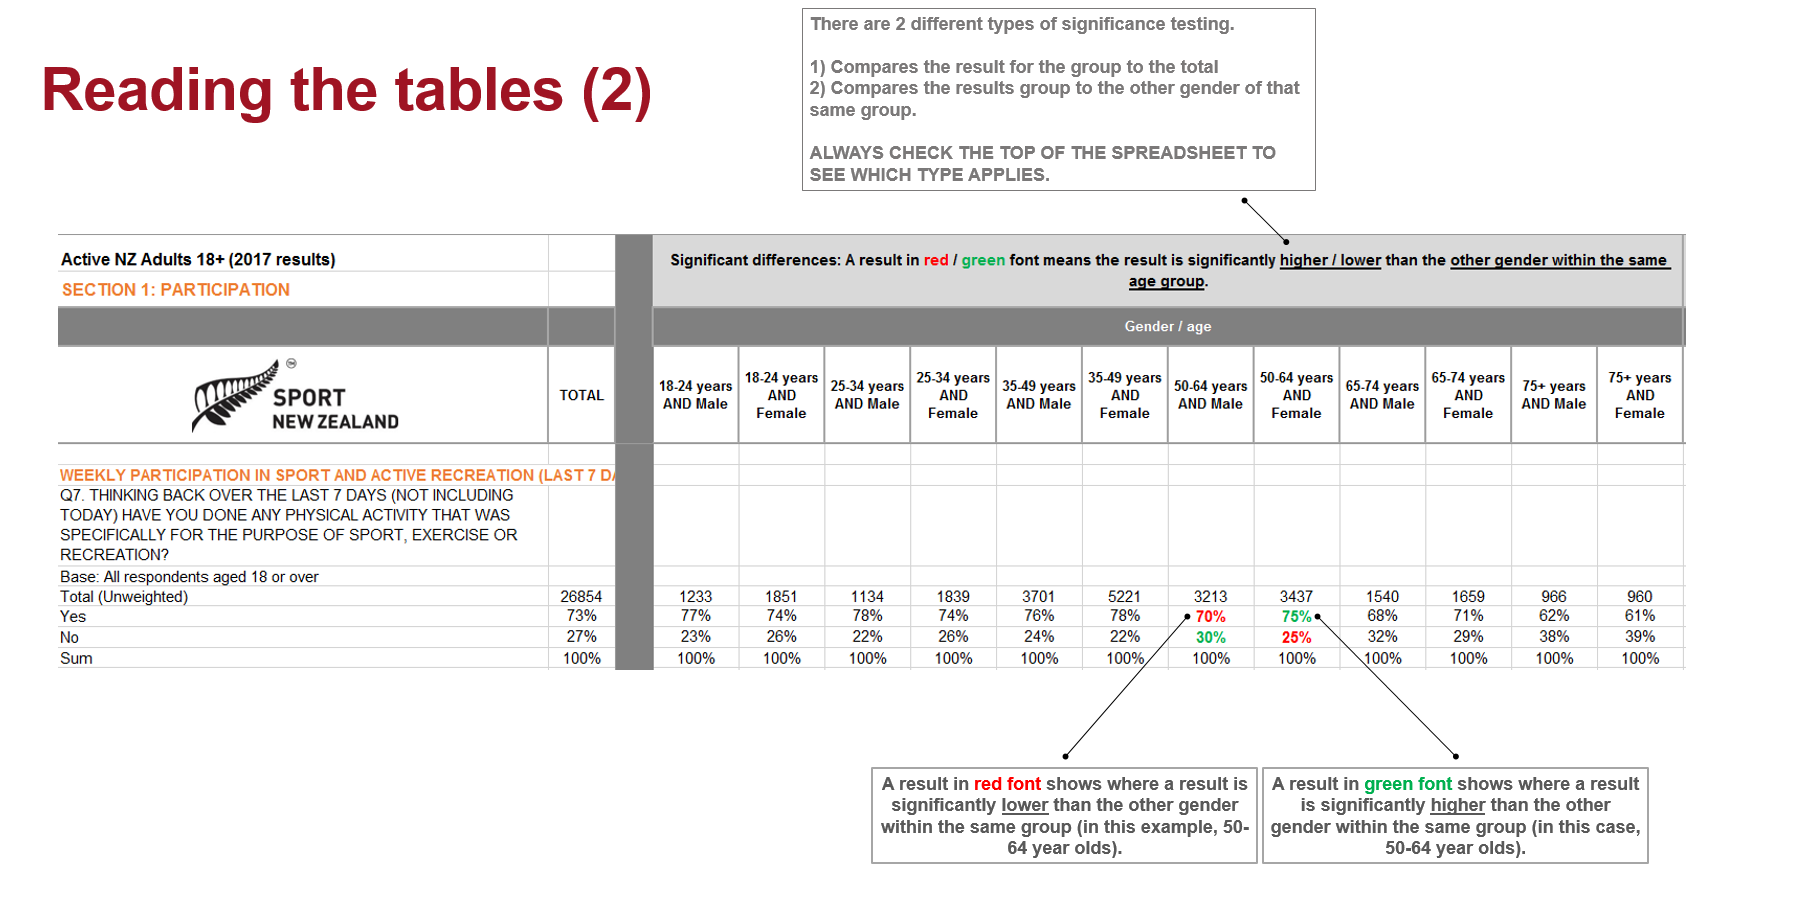 There are 2 different types of significance testing.
1) Compares the result for the group to the total
2) Compares the results group to the other gender of that
same group.
ALWAYS CHECK THE TOP OF THE SPREADSHEET TO
SEE WHICH TYPE APPLIES.
Reading the tables (2)
Active NZ Adults 18+ (2017 results)
SECTION 1: PARTICIPATION
Significant differences: A result in red / green font means the result is significantly higher / lower than the other gender within the same
age group.
Gender / age
SPORT
NEW ZEALAND
TM
TOTAL
18-24 years
AND Male
18-24 years
AND
Female
25-34 years
AND Male
25-34 years
AND
Female
35-49 years
AND Male
35-49 years
AND
Female
50-64 years
AND Male
50-64 years
AND
Female
65-74 years
AND Male
65-74 years
AND
Female
75+ years
AND Male
75+ years
AND
Female
WEEKLY PARTICIPATION IN SPORT AND ACTIVE RECREATION (LAST 7 DA
Q7. THINKING BACK OVER THE LAST 7 DAYS (NOT INCLUDING
TODAY) HAVE YOU DONE ANY PHYSICAL ACTIVITY THAT WAS
SPECIFICALLY FOR THE PURPOSE OF SPORT, EXERCISE OR
RECREATION?
Base: All respondents aged 18 or over
Total (Unweighted) 26854 1233 1851 1134 1839 3701 5221 3213 3437 1540 1659 966 960
Yes 73% 77% 74% 78% 74% 76% 78% 70% 75% 68% 71% 62% 61%
No 27% 23% 26% 22% 26% 24% 22% 30% 25% 32% 29% 38% 39%
Sum 100% 100% 100% 100% 100% 100% 100% 100% 100% 100% 100% 100% 100%
A result in red font shows where a result is
significantly lower than the other gender
within the same group (in this example, 50-
64 year olds).
A result in green font shows where a result
is significantly higher than the other
gender within the same group (in this case,
50-64 year olds).